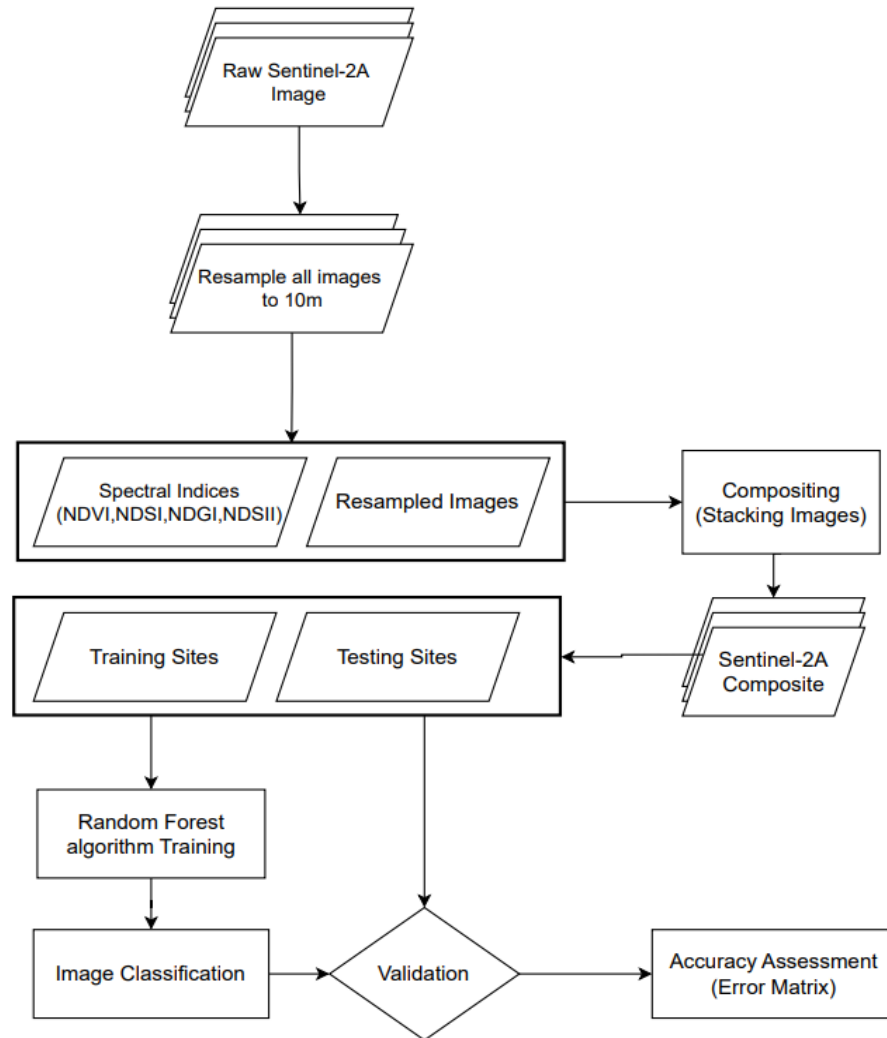 Raw Sentinel-2A
Image
Resample all images
to 10m
Spectral Indices
(NDVI,NDSI,NDGI,NDSII)
Resampled Images
Compositing
(Stacking Images)
Training Sites
Testing Sites
Sentinel-2A
Composite
Random Forest
algorithm Training
Image Classification
Validation
Accuracy Assessment
(Error Matrix)